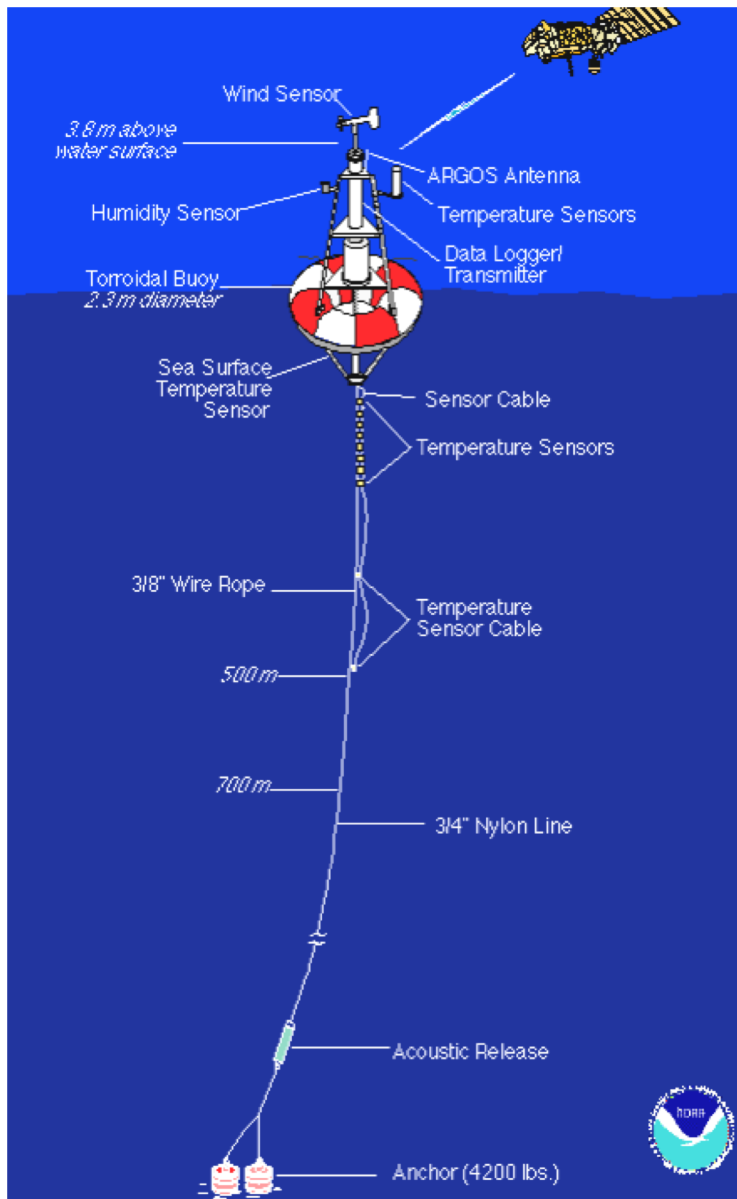 Wind Sensor
3.8 m above
water surface
ARGOS Antenna
Humidity Sensor
Temperature Sensors
Data Logger/
Transmitter
Torroidal Buoy
2.3 m diameter
Sea Surface
Temperature
Sensor
Sensor Cable
Temperature Sensors
3/8" Wire Rope
Temperature
Sensor Cable
500 m
700 m
3/4" Nylon Line
Acoustic Release
noaa
Anchor (4200 lbs.)